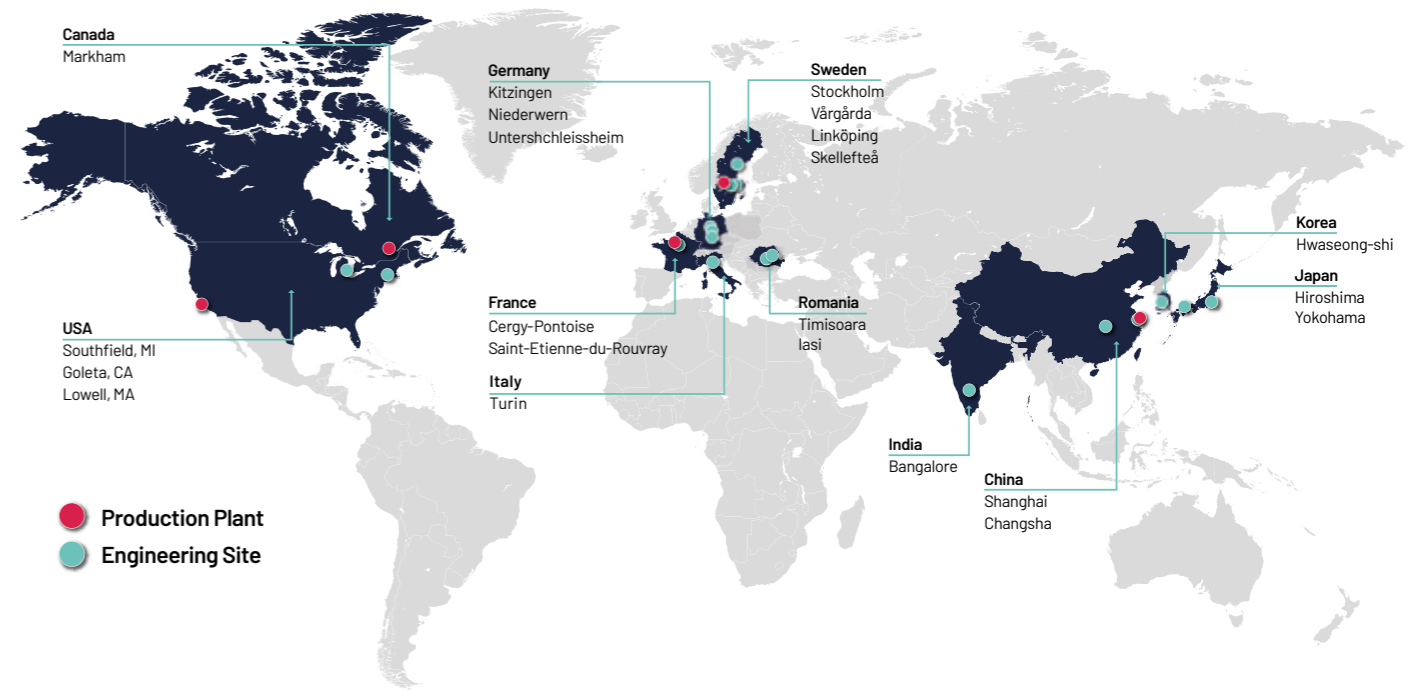 Canada
Markham
Germany
Kitzingen
Niederwern
Untershchleissheim
Sweden
Stockholm
Vårgårda
Linköping
Skellefteå
Korea
Hwaseong-shi
Japan
Hiroshima
Yokohama
USA
Southfield, MI
Goleta, CA
Lowell, MA
France
Cergy-Pontoise
Saint-Etienne-du-Rouvray
Italy
Turin
Romania
Timisoara
Iasi
India
Bangalore
China
Shanghai
Changsha
Production Plant
Engineering Site